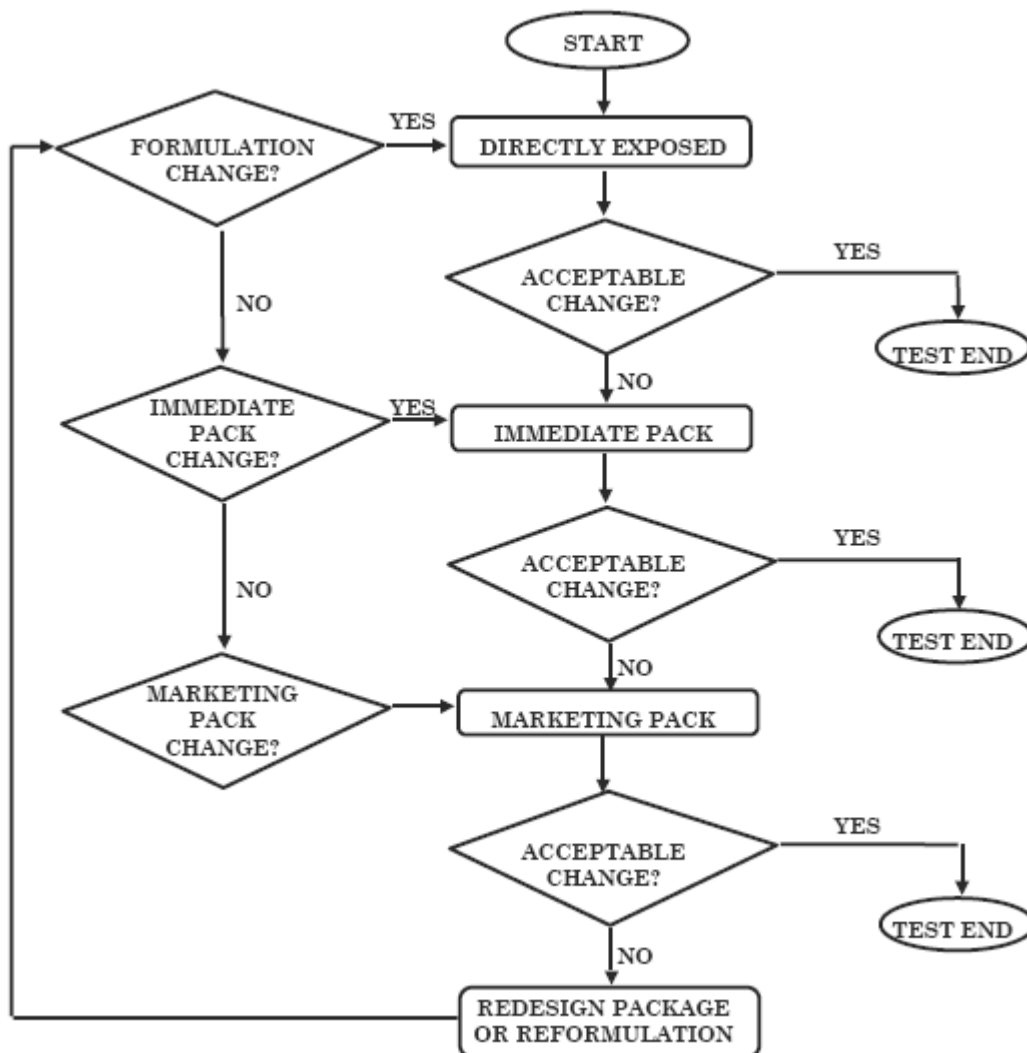 START
YES
FORMULATION
CHANGE?
DIRECTLY EXPOSED
NO
ACCEPTABLE
CHANGE?
YES
TEST END
NO
IMMEDIATE
PACK
CHANGE?
YES
IMMEDIATE PACK
NO
ACCEPTABLE
CHANGE?
YES
TEST END
NO
MARKETING
PACK
CHANGE?
MARKETING PACK
ACCEPTABLE
CHANGE?
YES
TEST END
NO
REDESIGN PACKAGE
OR REFORMULATION